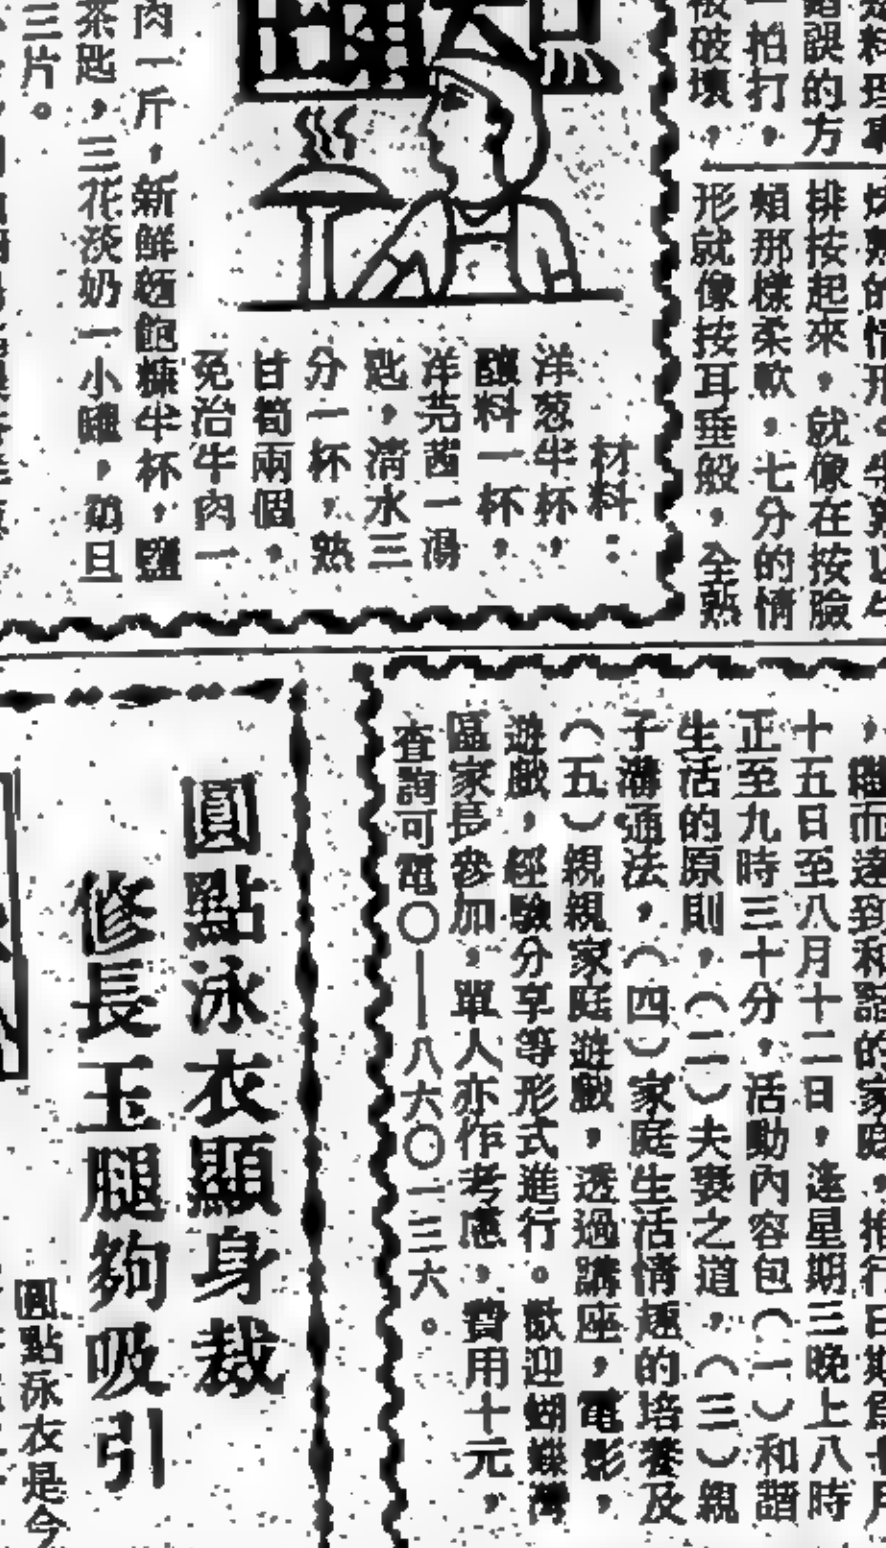 錯誤的方
一拍打，
被破壞，
排按起來，就像在按臉
頰那樣柔軟，七分的情
形就像按耳垂般，全熟
材料：
洋葱半杯，
醿料一杯，
洋芫茜一湯
匙，清水三
分一杯，熟
甘筍兩個，
免治牛肉一
肉一斤，新鮮麵飽糠半杯，鹽
茶匙，三花淡奶一小罐，鷄旦
三片。
，繼而達到和諧的家庭，推行日期為七月
十五日至八月十二日，逢星期三晚上八時
正至九時三十分，活動內容包（一）和諧
生活的原則，（二）夫妻之道，（三）親
子溝通法，（四）家庭生活情趣的培養及
（五）親親家庭遊戲，透過講座，電影，
遊戲，經驗分享等形式進行。歡迎蝴蝶灣
區家長參加，單人亦作考慮，費用十元，
查詢可電〇—八六〇一三六。
圓點泳衣顯身裁
修長玉腿夠吸引
圓點泳衣是今